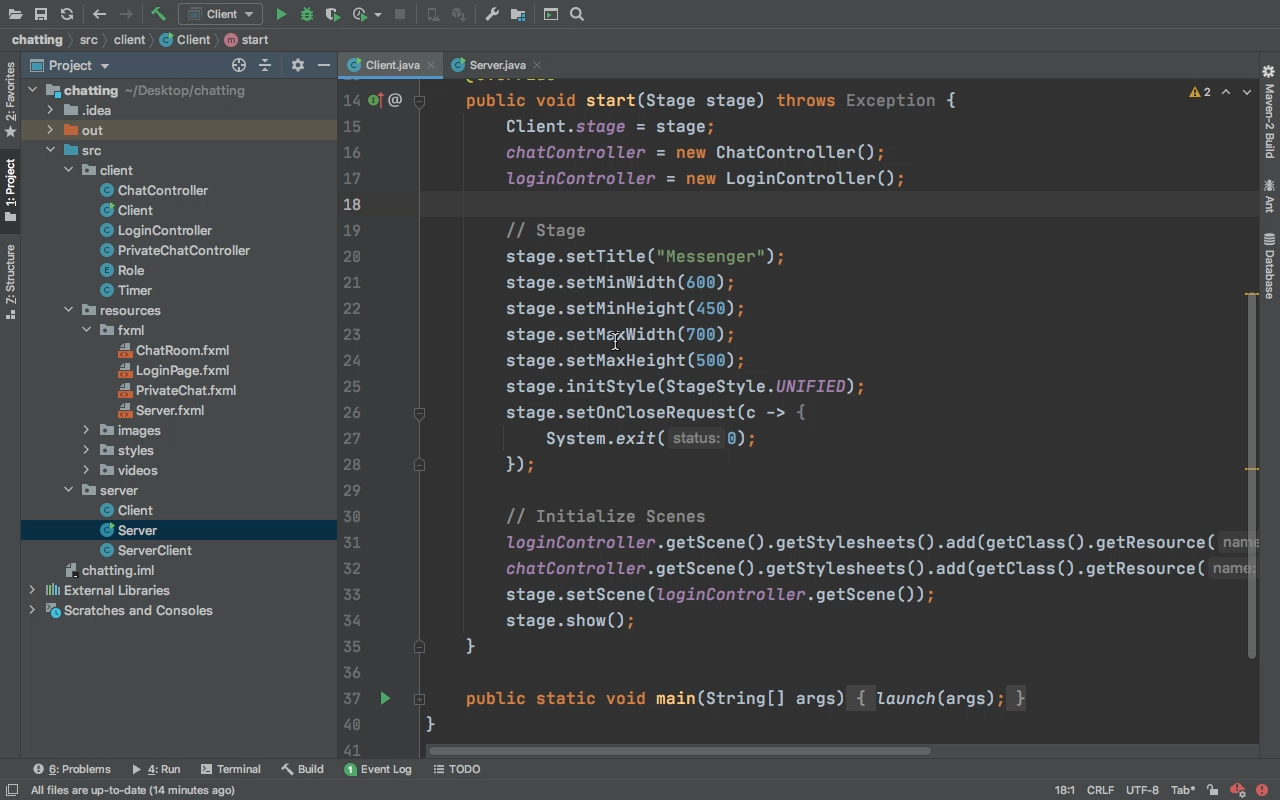 Client
chatting src client Client start
Project
Client.java Server.java
2: Favorites
1: Project
Z: Structure
chatting ~/Desktop/chatting
.idea
out
src
client
ChatController
Client
LoginController
PrivateChatController
Role
Timer
resources
fxml
ChatRoom.fxml
LoginPage.fxml
PrivateChat.fxml
Server.fxml
images
styles
videos
server
Client
Server
ServerClient
chatting.iml
External Libraries
Scratches and Consoles
2
14 @ public void start(Stage stage) throws Exception {
15 Client.stage = stage;
16 chatController = new ChatController();
17 loginController = new LoginController();
18
19 // Stage
20 stage.setTitle("Messenger");
21 stage.setMinWidth(600);
22 stage.setMinHeight(450);
23 stage.setMaxWidth(700);
24 stage.setMaxHeight(500);
25 stage.initStyle(StageStyle.UNIFIED);
26 stage.setOnCloseRequest(c -> {
27 System.exit( status: 0);
28 });
29
30 // Initialize Scenes
31 loginController.getScene().getStylesheets().add(getClass().getResource( name
32 chatController.getScene().getStylesheets().add(getClass().getResource( name:
33 stage.setScene(loginController.getScene());
34 stage.show();
35 }
36
37 public static void main(String[] args) { launch(args); }
40 }
41
Maven-2 Build
Ant
Database
6: Problems 4: Run Terminal Build 1 Event Log TODO
All files are up-to-date (14 minutes ago) 18:1 CRLF UTF-8 Tab*